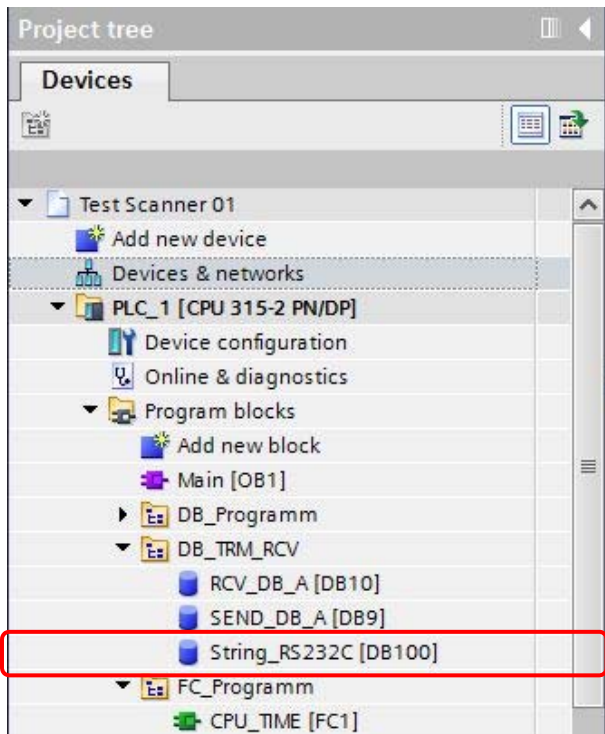 Project tree
Devices
Test Scanner 01
Add new device
Devices & networks
PLC_1 [CPU 315-2 PN/DP]
Device configuration
Online & diagnostics
Program blocks
Add new block
Main [OB1]
DB_Programm
DB_TRM_RCV
RCV_DB_A [DB10]
SEND_DB_A [DB9]
String_RS232C [DB100]
FC_Programm
CPU_TIME [FC1]